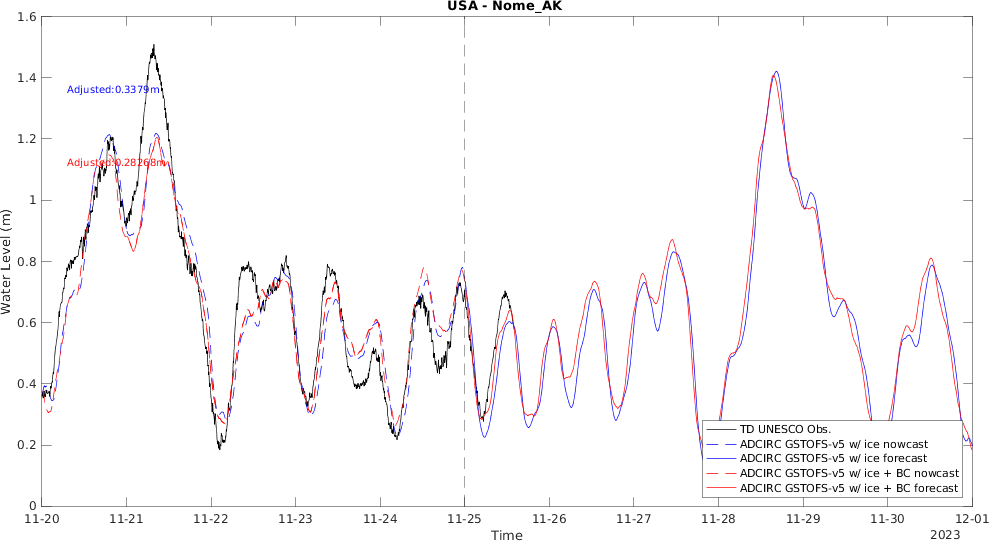 USA - Nome_AK
1.6
1.4
Adjusted:0.3379m
1.2
Adjusted:0.28268m
1
0.8
0.6
0.4
0.2
0
Water Level (m)
TD UNESCO Obs.
ADCIRC GSTOFS-v5 w/ ice nowcast
ADCIRC GSTOFS-v5 w/ ice forecast
ADCIRC GSTOFS-v5 w/ ice + BC nowcast
ADCIRC GSTOFS-v5 w/ ice + BC forecast
11-20 11-21 11-22 11-23 11-24 11-25 11-26 11-27 11-28 11-29 11-30 12-01
Time
2023